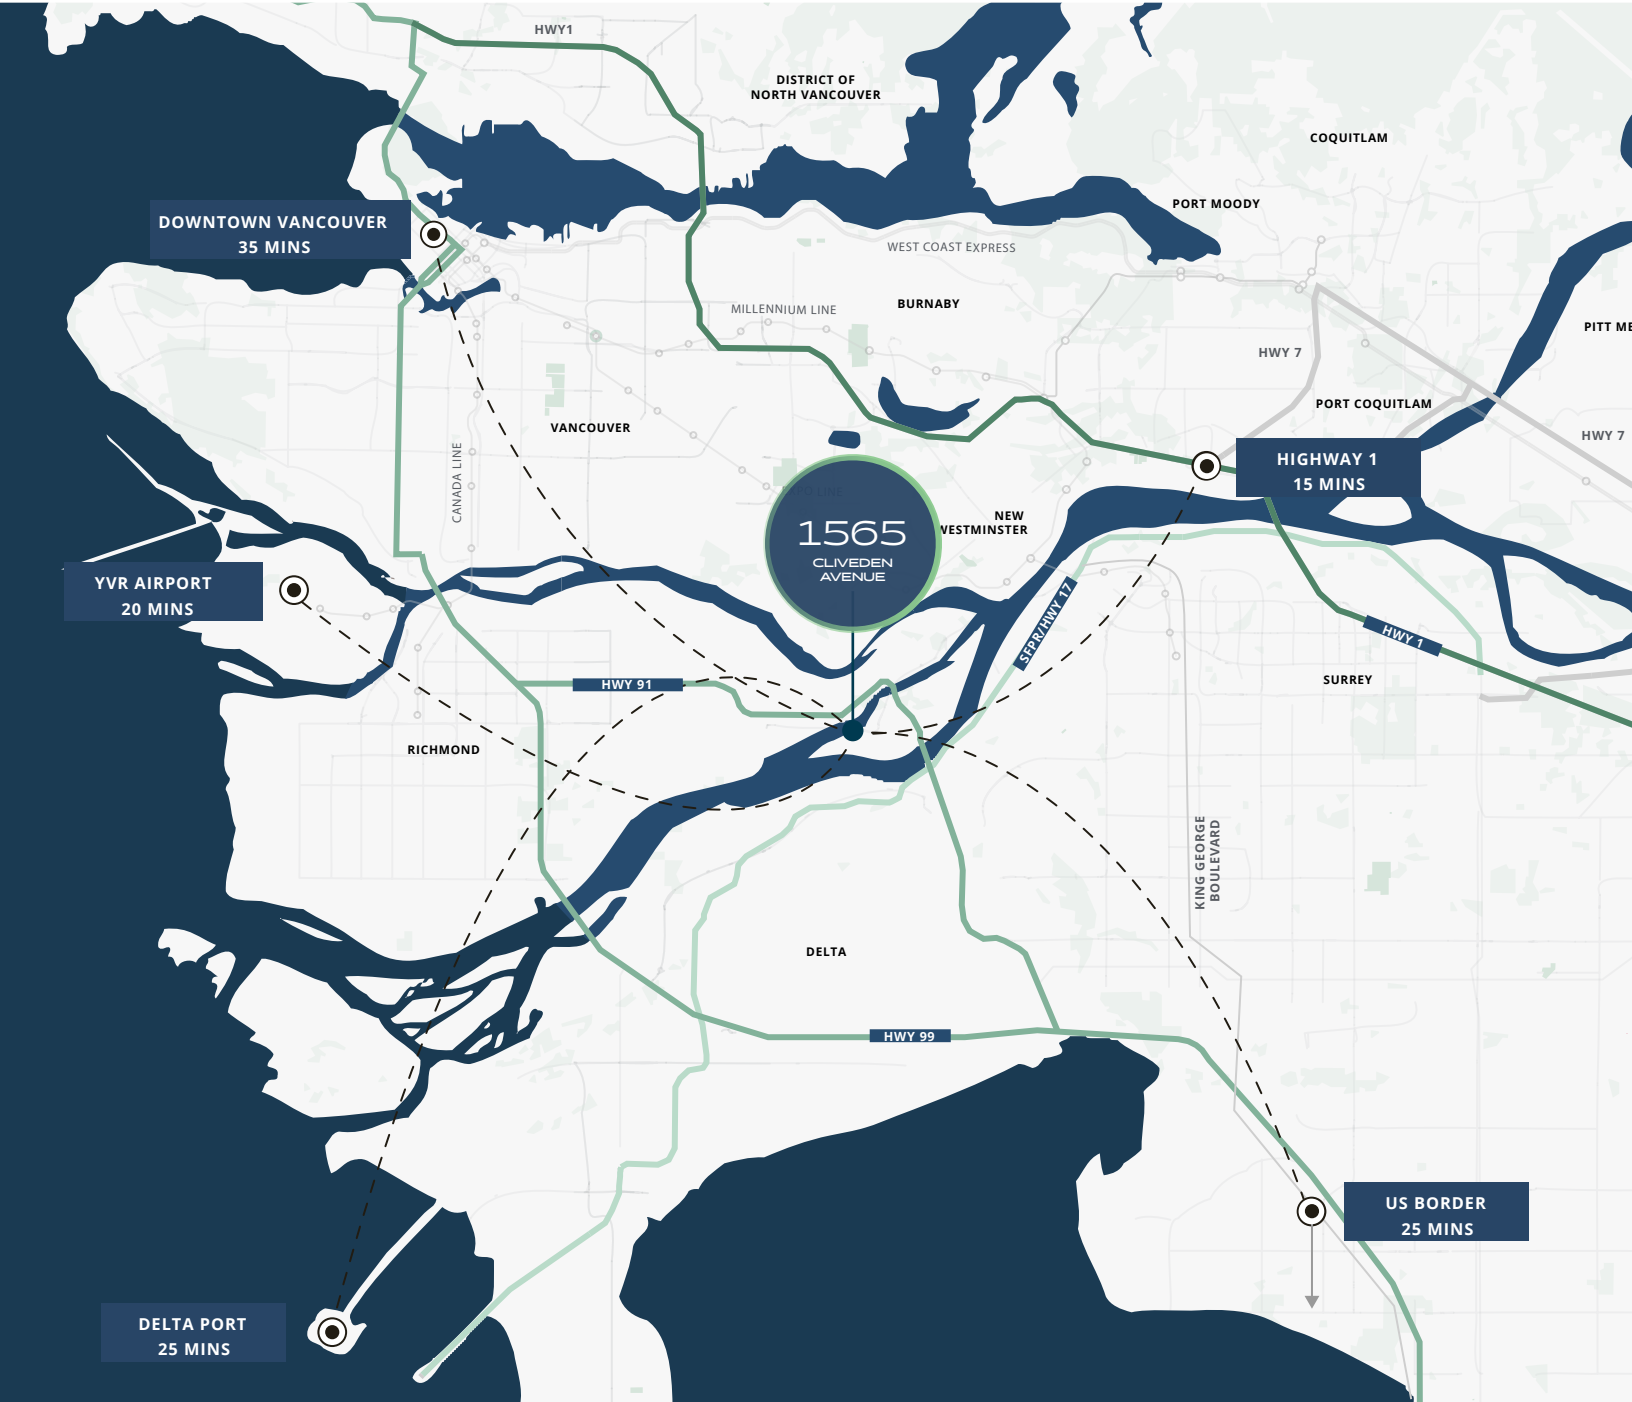 HWY1
DISTRICT OF
NORTH VANCOUVER
COQUITLAM
PORT MOODY
DOWNTOWN VANCOUVER
35 MINS
WEST COAST EXPRESS
MILLENNIUM LINE
BURNABY
PITT ME
HWY 7
PORT COQUITLAM
VANCOUVER
HWY 7
CANADA LINE
HIGHWAY 1
15 MINS
EXPO LINE
1565
CLIVEDEN
AVENUE
NEW
WESTMINSTER
YVR AIRPORT
20 MINS
SFPR/HWY 17
HWY 1
SURREY
HWY 91
RICHMOND
KING GEORGE
BOULEVARD
DELTA
HWY 99
US BORDER
25 MINS
DELTA PORT
25 MINS